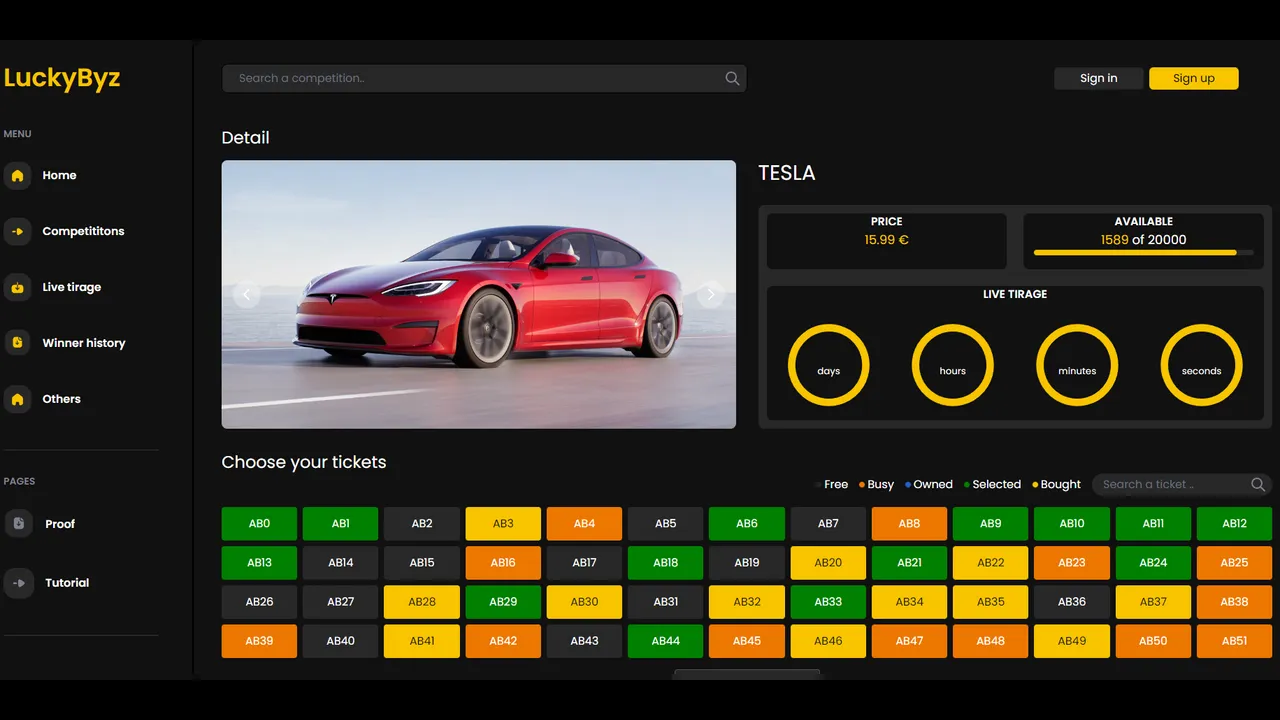 LuckyByz
Search a competition..
Sign in
Sign up
MENU
Home
Competititons
Live tirage
Winner history
Others
PAGES
Proof
Tutorial
Detail
TESLA
PRICE
15.99 €
AVAILABLE
1589 of 20000
LIVE TIRAGE
days
hours
minutes
seconds
Choose your tickets
Free
Busy
Owned
Selected
Bought
Search a ticket ..
AB0 AB1 AB2 AB3 AB4 AB5 AB6 AB7 AB8 AB9 AB10 AB11 AB12
AB13 AB14 AB15 AB16 AB17 AB18 AB19 AB20 AB21 AB22 AB23 AB24 AB25
AB26 AB27 AB28 AB29 AB30 AB31 AB32 AB33 AB34 AB35 AB36 AB37 AB38
AB39 AB40 AB41 AB42 AB43 AB44 AB45 AB46 AB47 AB48 AB49 AB50 AB51